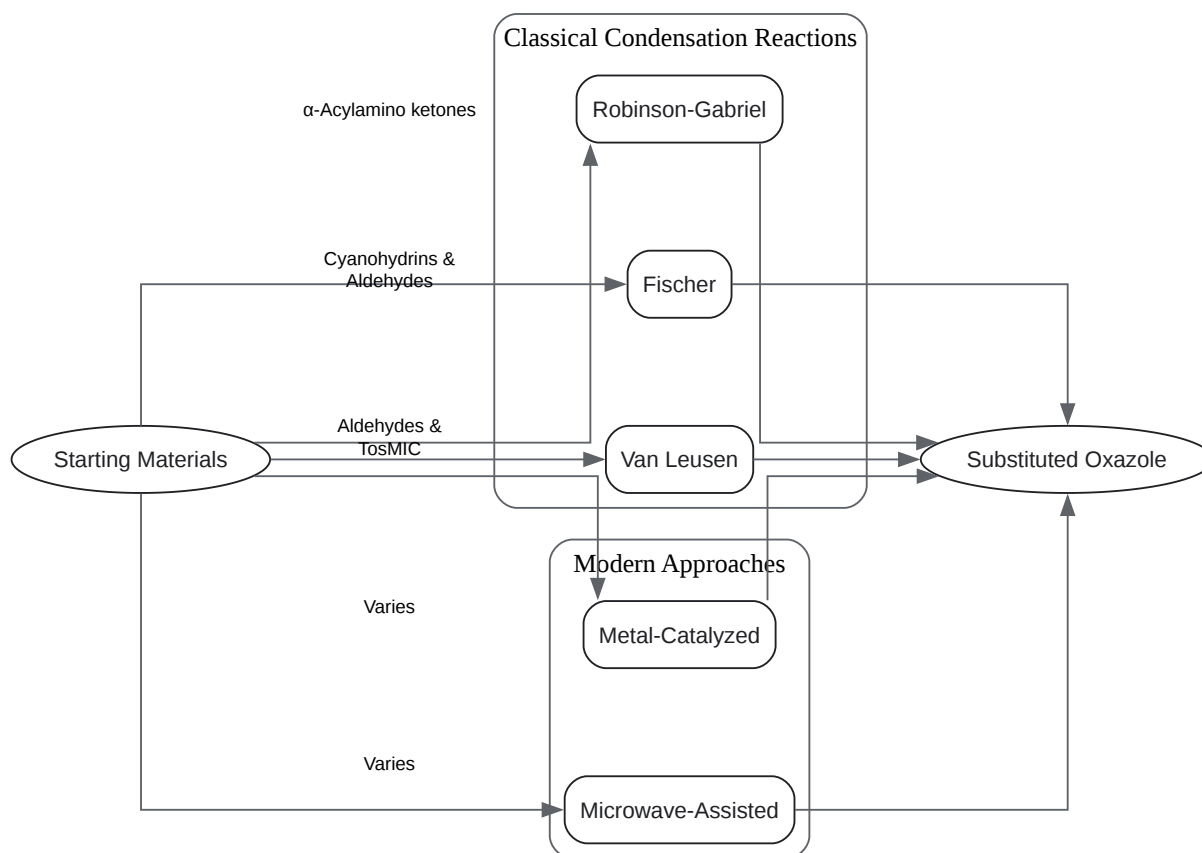 Classical Condensation Reactions
α-Acylamino ketones
Robinson-Gabriel
Cyanohydrins &
Aldehydes
Fischer
Aldehydes &
TosMIC
Starting Materials
Van Leusen
Substituted Oxazole
Modern Approaches
Varies
Metal-Catalyzed
Varies
Microwave-Assisted